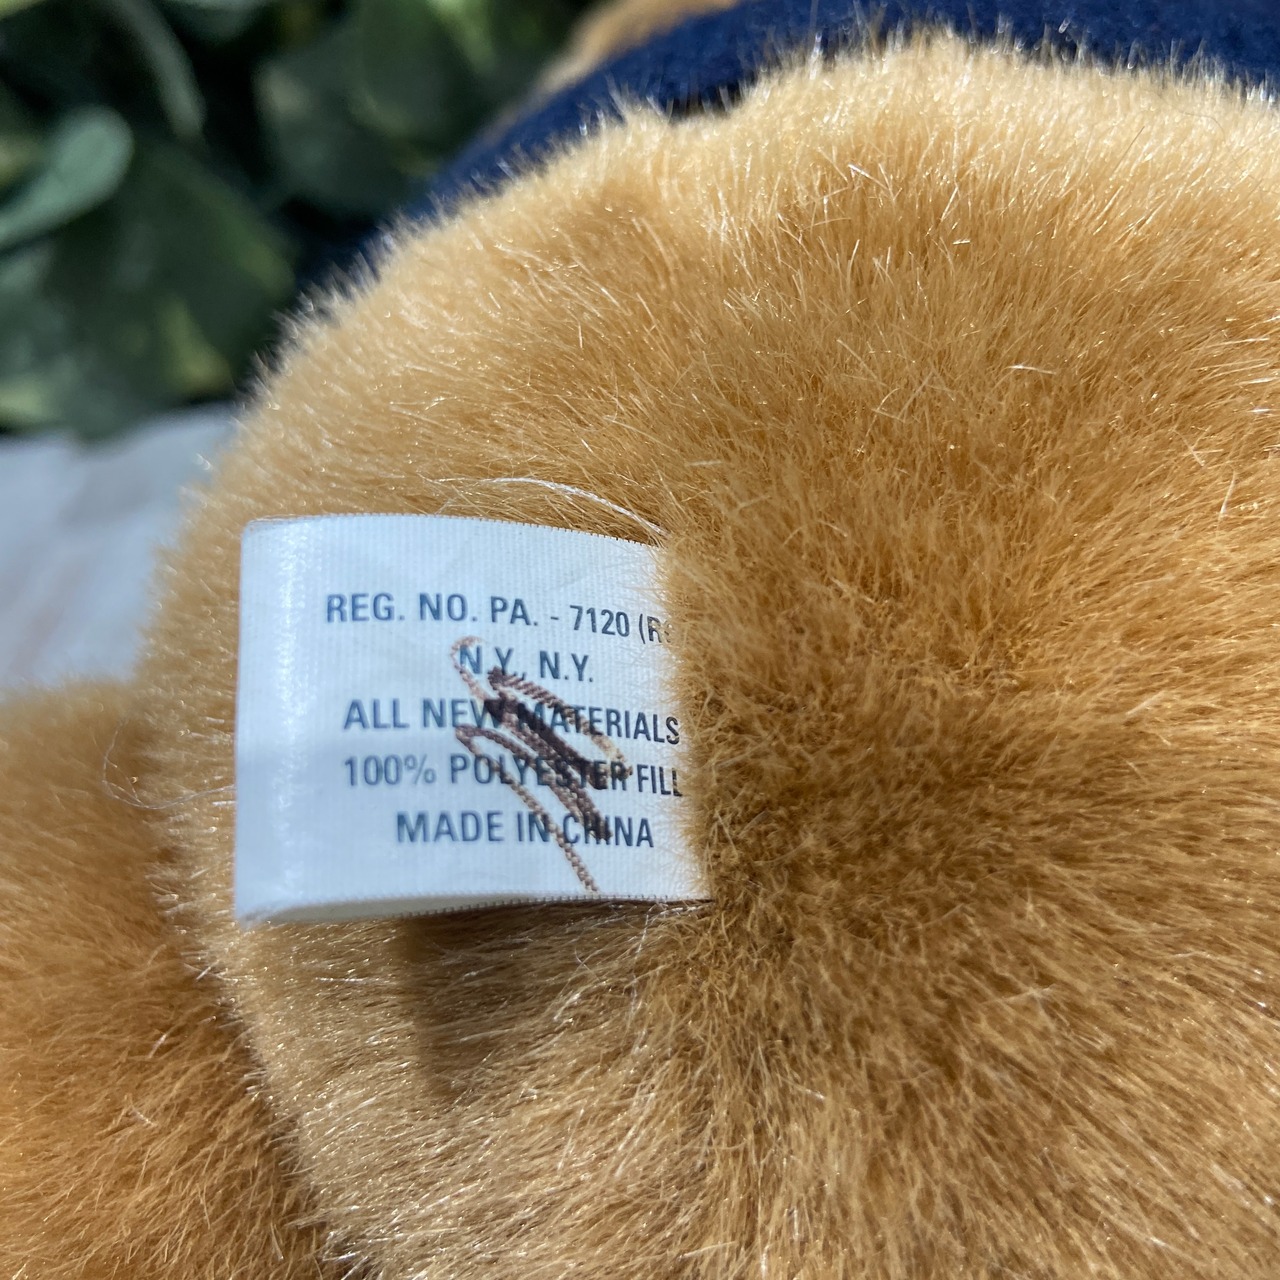 REG. NO. PA. - 7120 (R
N.Y., N.Y.
ALL NEW MATERIALS
100% POLYESTER FILL
MADE IN CHINA